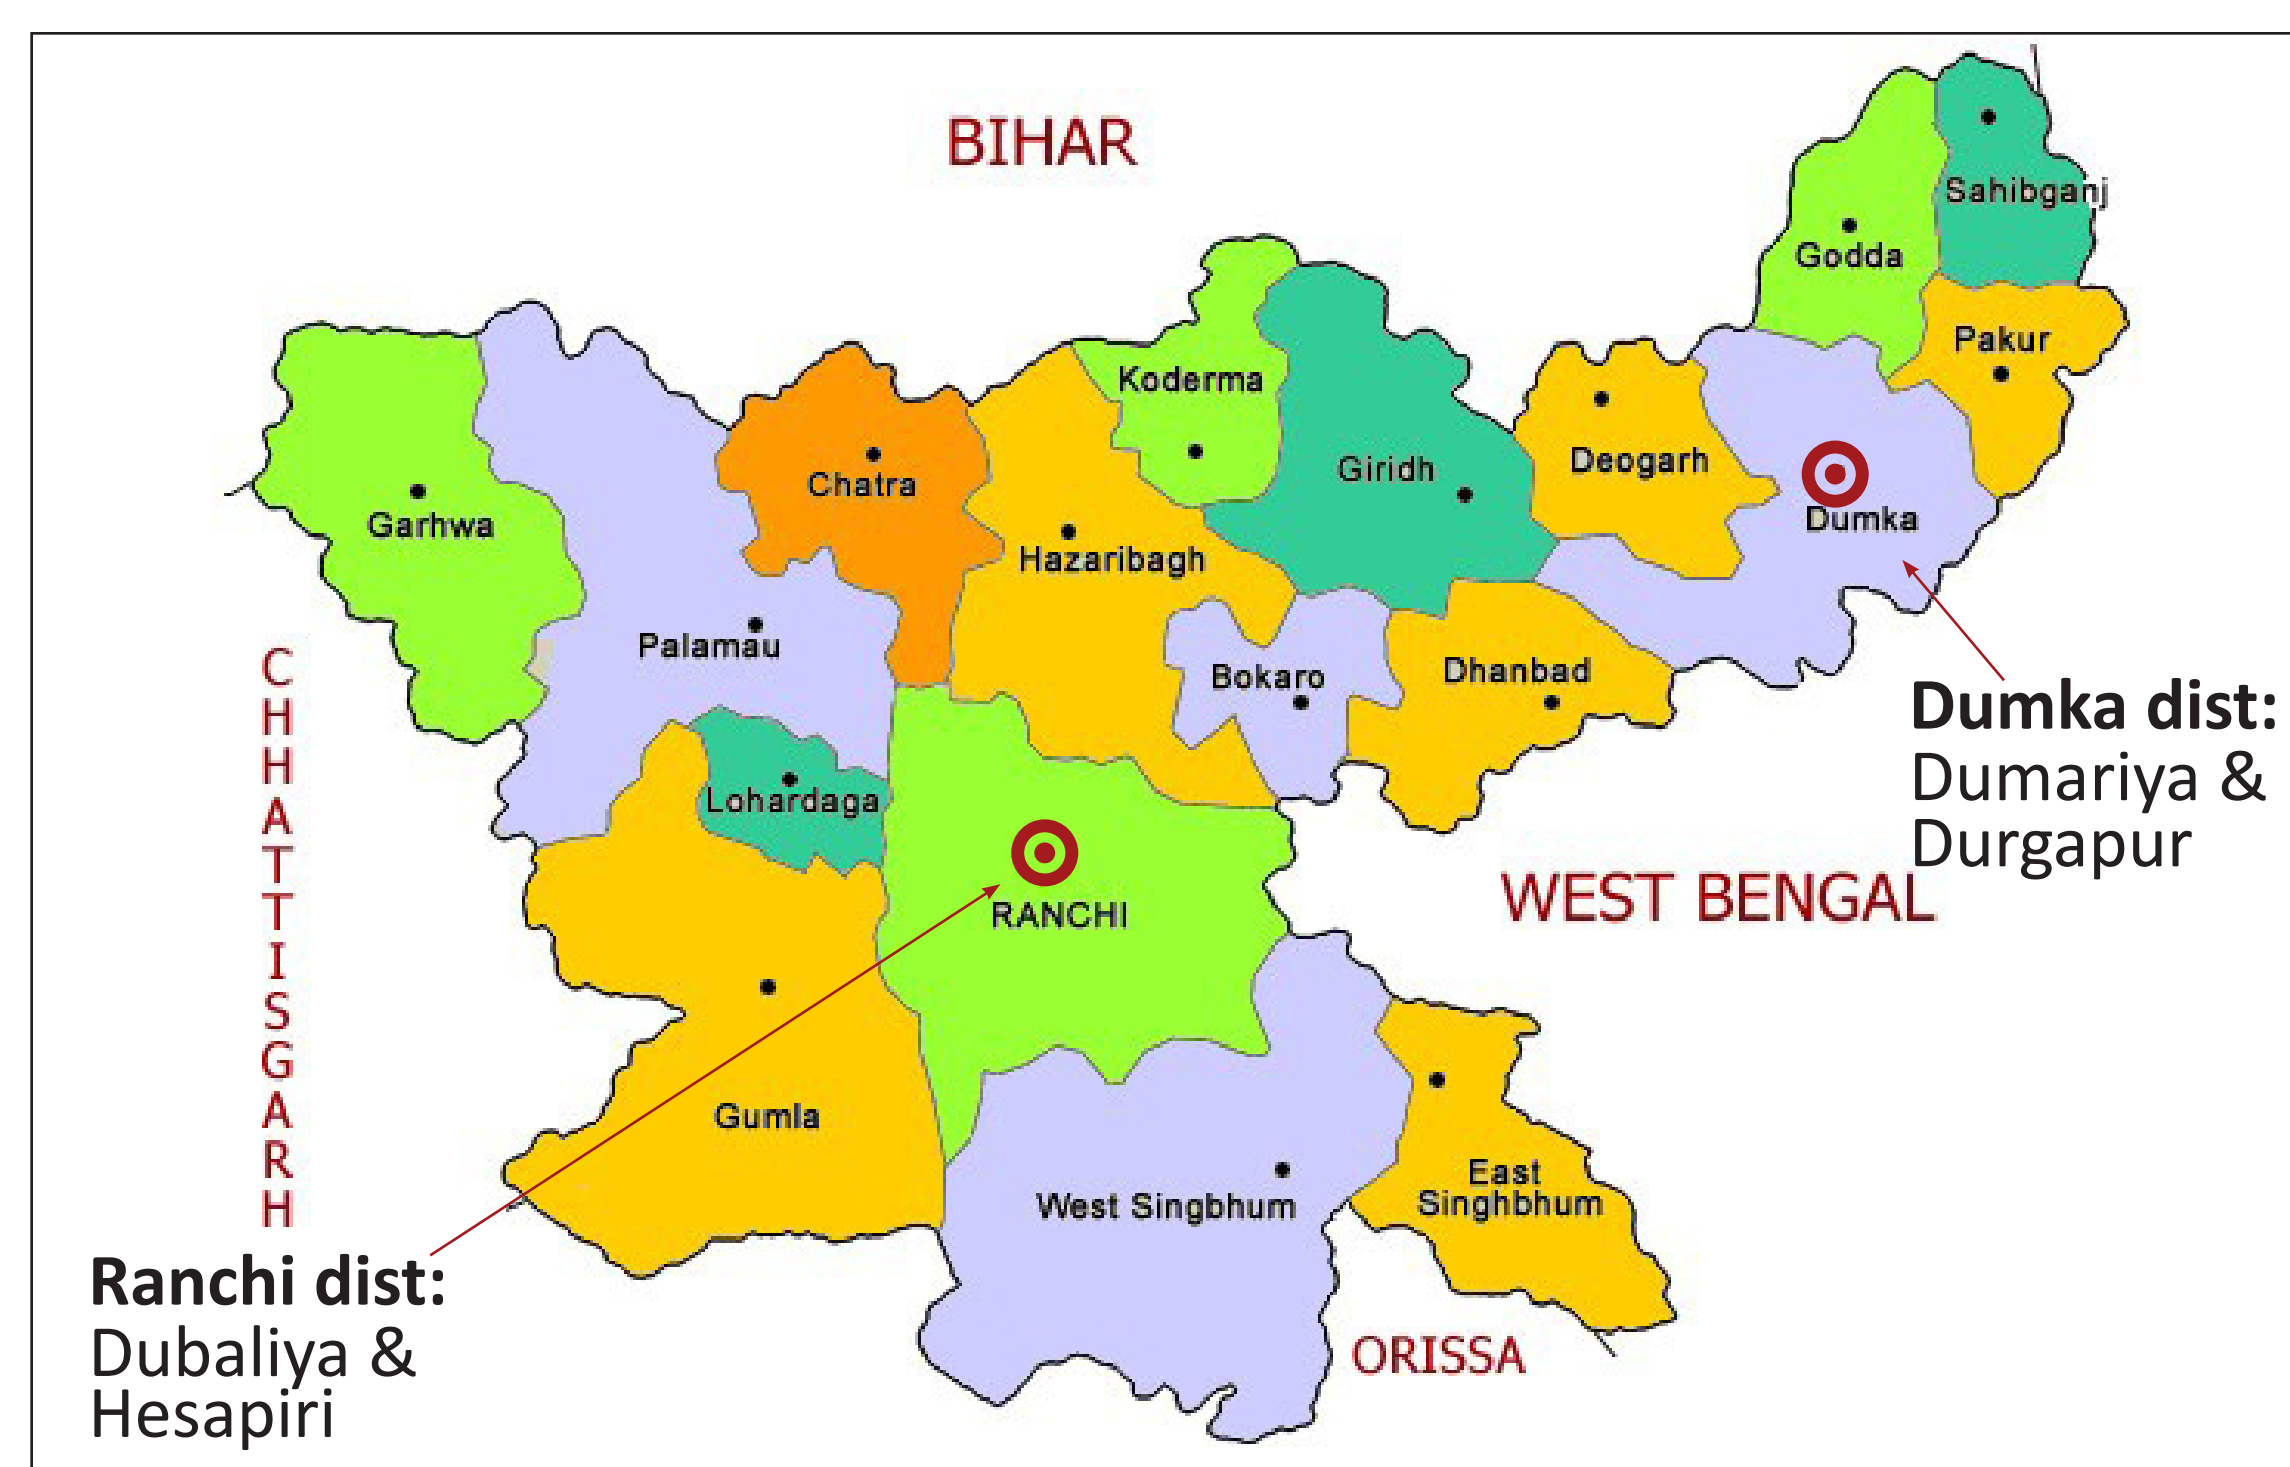 BIHAR
Sahibganj
Godda
Pakur
Koderma
Giridh
Deogarh
Chatra
Dumka
Garhwa
Hazaribagh
Palamau
Bokaro
Dhanbad
CHHATTISGARH
Dumka dist:
Dumariya &
Durgapur
Lohardaga
RANCHI
WEST BENGAL
Gumla
West Singbhum
East
Singhbhum
Ranchi dist:
Dubaliya &
Hesapiri
ORISSA